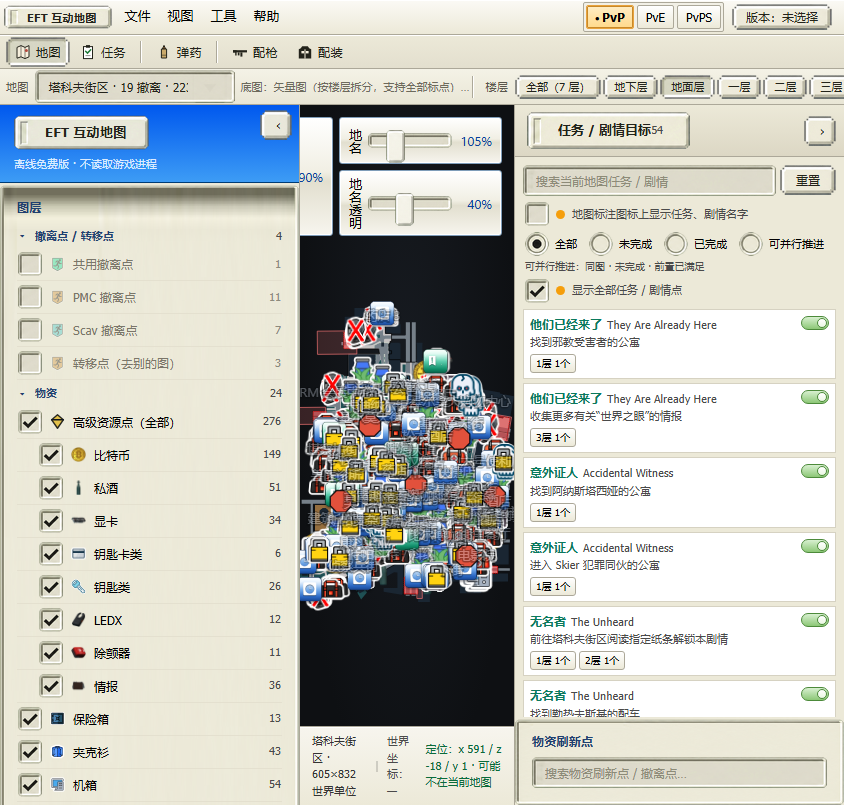 EFT 互动地图 文件 视图 工具 帮助 • PvP PvE PvPS 版本：未选择
地图 任务 弹药 配枪 配装
地图 塔科夫街区 · 19 撤离 · 22: 底图：矢量图（按楼层拆分，支持全部标点）... 楼层 全部（7 层） 地下层 地面层 一层 二层 三层
EFT 互动地图 ‹
离线免费版 · 不读取游戏进程
图层
撤离点 / 转移点 4
共用撤离点 1
PMC 撤离点 11
Scav 撤离点 7
转移点（去别的图） 3
物资 24
高级资源点（全部） 276
比特币 149
私酒 51
显卡 34
钥匙卡类 6
钥匙类 26
LEDX 12
除颤器 11
情报 36
保险箱 13
夹克衫 43
机箱 54
90%
地名 105%
地名透明 40%
塔科夫街区 ·
605×832
世界单位
世界坐标：
—
定位：x 591 / z
-18 / y 1 · 可能
不在当前地图
任务 / 剧情目标54 ›
搜索当前地图任务 / 剧情 重置
地图标注图标上显示任务、剧情名字
全部 未完成 已完成 可并行推进
可并行推进：同图 · 未完成 · 前置已满足
显示全部任务 / 剧情点
他们已经来了 They Are Already Here
找到邪教受害者的公寓
1层 1个
他们已经来了 They Are Already Here
收集更多有关“世界之眼”的情报
3层 1个
意外证人 Accidental Witness
找到阿纳斯塔西娅的公寓
1层 1个
意外证人 Accidental Witness
进入 Skier 犯罪同伙的公寓
1层 1个
无名者 The Unheard
前往塔科夫街区阅读指定纸条解锁本剧情
1层 1个 2层 1个
无名者 The Unheard
找到勒热夫斯基的配车
物资刷新点
搜索物资刷新点 / 撤离点...